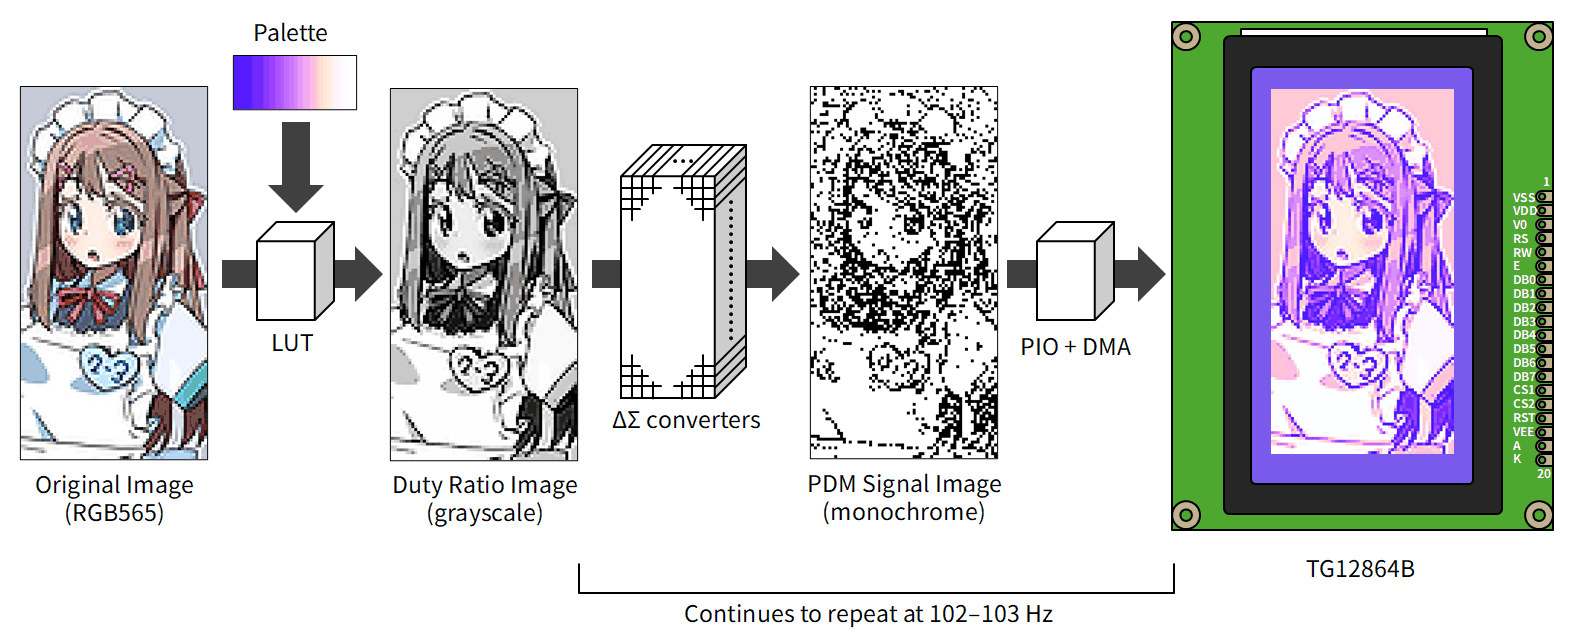 Palette
LUT
ΔΣ converters
PIO + DMA
Original Image
(RGB565)
Duty Ratio Image
(grayscale)
PDM Signal Image
(monochrome)
1
VSS
VDD
V0
RS
RW
E
DB0
DB1
DB2
DB3
DB4
DB5
DB6
DB7
CS1
CS2
RST
VEE
A
K
20
TG12864B
Continues to repeat at 102–103 Hz